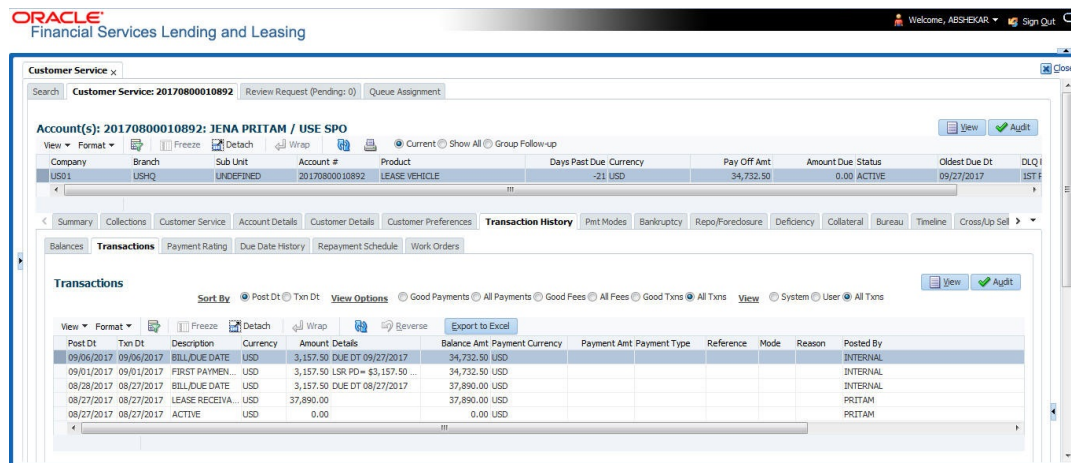 ORACLE®
Financial Services Lending and Leasing
Welcome, ABSHEKAR Sign Out
Customer Service x
Close
Search Customer Service: 20170800010892 Review Request (Pending: 0) Queue Assignment
Account(s): 20170800010892: JENA PRITAM / USE SPO
View Audit
View Format Freeze Detach Wrap Current Show All Group Follow-up
Company Branch Sub Unit Account # Product Days Past Due Currency Pay Off Amt Amount Due Status Oldest Due Dt DLQ
US01 USHQ UNDEFINED 20170800010892 LEASE VEHICLE -21 USD 34,732.50 0.00 ACTIVE 09/27/2017 1ST
Summary Collections Customer Service Account Details Customer Details Customer Preferences Transaction History Pmt Modes Bankruptcy Repo/Foreclosure Deficiency Collateral Bureau Timeline Cross/Up Sell
Balances Transactions Payment Rating Due Date History Repayment Schedule Work Orders
Transactions
View Audit
Sort By Post Dt Txn Dt View Options Good Payments All Payments Good Fees All Fees Good Txns All Txns View System User All Txns
View Format Freeze Detach Wrap Reverse Export to Excel
Post Dt Txn Dt Description Currency Amount Details Balance Amt Payment Currency Payment Amt Payment Type Reference Mode Reason Posted By
09/06/2017 09/06/2017 BILL/DUE DATE USD 3,157.50 DUE DT 09/27/2017 34,732.50 USD INTERNAL
09/01/2017 09/01/2017 FIRST PAYMEN... USD 3,157.50 LSR PD= $3,157.50 ... 34,732.50 USD INTERNAL
08/28/2017 08/27/2017 BILL/DUE DATE USD 3,157.50 DUE DT 08/27/2017 37,890.00 USD INTERNAL
08/27/2017 08/27/2017 LEASE RECEIVA... USD 37,890.00 37,890.00 USD PRITAM
08/27/2017 08/27/2017 ACTIVE USD 0.00 0.00 USD PRITAM